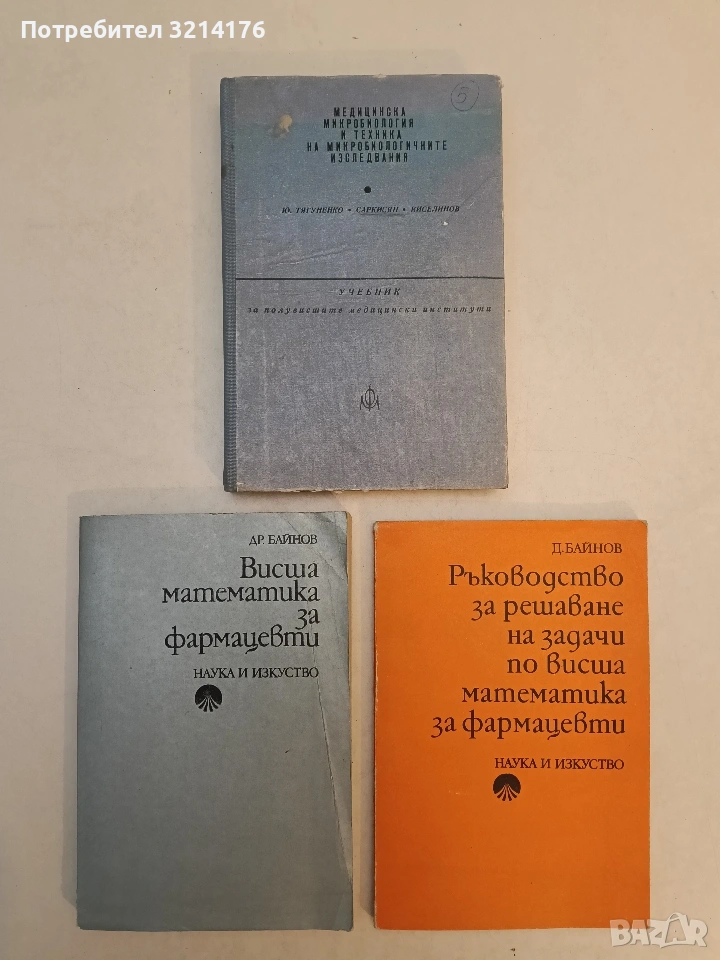 Потребител 3214176
5
МЕДИЦИНСКА
МИКРОБИОЛОГИЯ
И ТЕХНИКА
НА МИКРОБИОЛОГИЧНИТЕ
ИЗСЛЕДВАНИЯ
Ю. ТЯГУНЕНКО • САРКИСЯН • КИСЕЛИНОВ
УЧЕБНИК
за полувисшите медицински институти
ДР. БАЙНОВ
Висша
математика
за
фармацевти
НАУКА И ИЗКУСТВО
Д. БАЙНОВ
Ръководство
за решаване
на задачи
по висша
математика
за фармацевти
НАУКА И ИЗКУСТВО
BAZAR